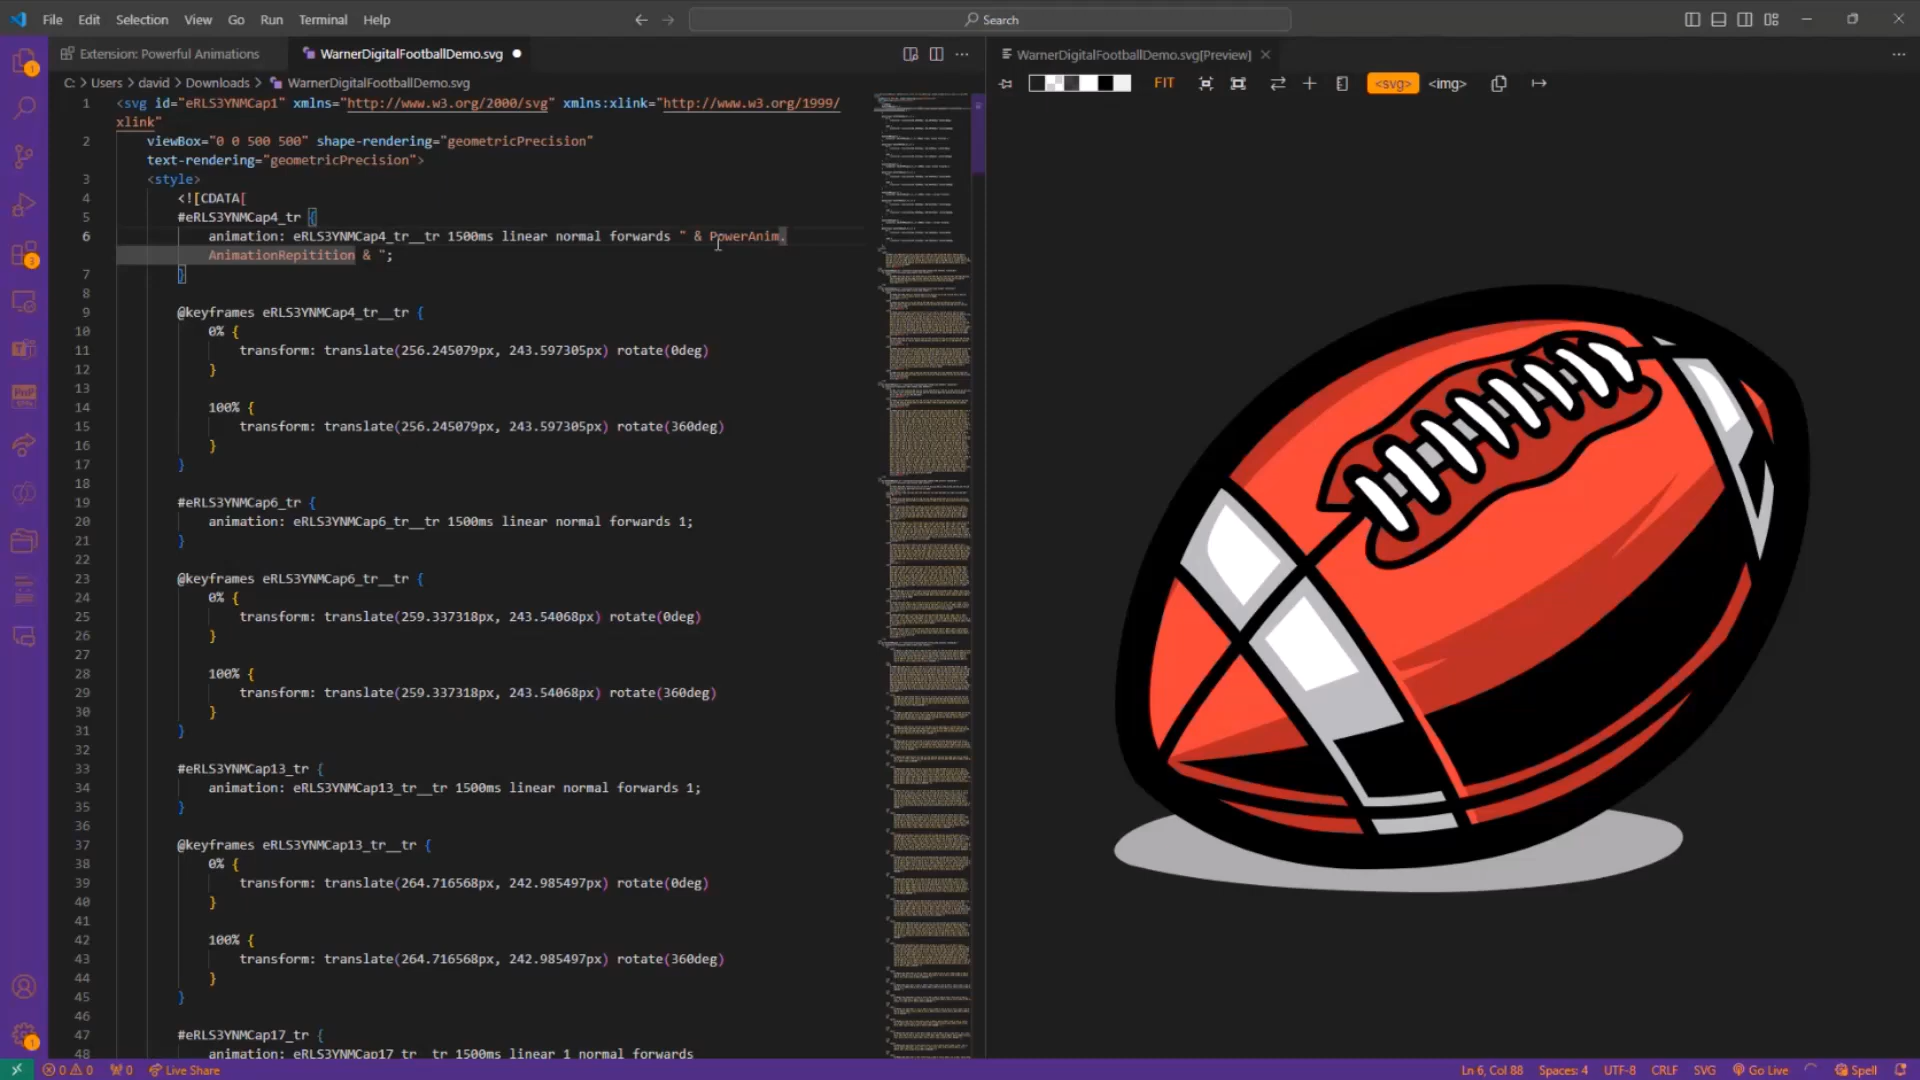 File Edit Selection View Go Run Terminal Help
Search
Extension: Powerful Animations
WarnerDigitalFootballDemo.svg
WarnerDigitalFootballDemo.svg[Preview]
C: > Users > david > Downloads > WarnerDigitalFootballDemo.svg
FIT
<svg>
<img>
1 <svg id="eRLS3YNMCap1" xmlns="http://www.w3.org/2000/svg" xmlns:xlink="http://www.w3.org/1999/
xlink"
2 viewBox="0 0 500 500" shape-rendering="geometricPrecision"
text-rendering="geometricPrecision">
3 <style>
4 <![CDATA[
5 #eRLS3YNMCap4_tr {
6 animation: eRLS3YNMCap4_tr__tr 1500ms linear normal forwards " & PowerAnim.
AnimationRepitition & ";
7 }
8
9 @keyframes eRLS3YNMCap4_tr__tr {
10 0% {
11 transform: translate(256.245079px, 243.597305px) rotate(0deg)
12 }
13
14 100% {
15 transform: translate(256.245079px, 243.597305px) rotate(360deg)
16 }
17 }
18
19 #eRLS3YNMCap6_tr {
20 animation: eRLS3YNMCap6_tr__tr 1500ms linear normal forwards 1;
21 }
22
23 @keyframes eRLS3YNMCap6_tr__tr {
24 0% {
25 transform: translate(259.337318px, 243.54068px) rotate(0deg)
26 }
27
28 100% {
29 transform: translate(259.337318px, 243.54068px) rotate(360deg)
30 }
31 }
32
33 #eRLS3YNMCap13_tr {
34 animation: eRLS3YNMCap13_tr__tr 1500ms linear normal forwards 1;
35 }
36
37 @keyframes eRLS3YNMCap13_tr__tr {
38 0% {
39 transform: translate(264.716568px, 242.985497px) rotate(0deg)
40 }
41
42 100% {
43 transform: translate(264.716568px, 242.985497px) rotate(360deg)
44 }
45 }
46
47 #eRLS3YNMCap17_tr {
48 animation: eRLS3YNMCap17_tr__tr 1500ms linear 1 normal forwards
0 0 0 Live Share
Ln 6, Col 88 Spaces: 4 UTF-8 CRLF SVG Go Live Spell